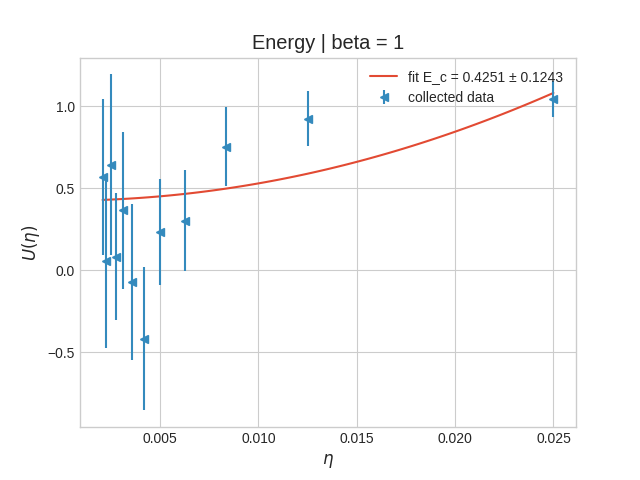 Energy | beta = 1
fit E_c = 0.4251 ± 0.1243
collected data
1.0
0.5
0.0
−0.5
U(η)
0.005
0.010
0.015
0.020
0.025
η